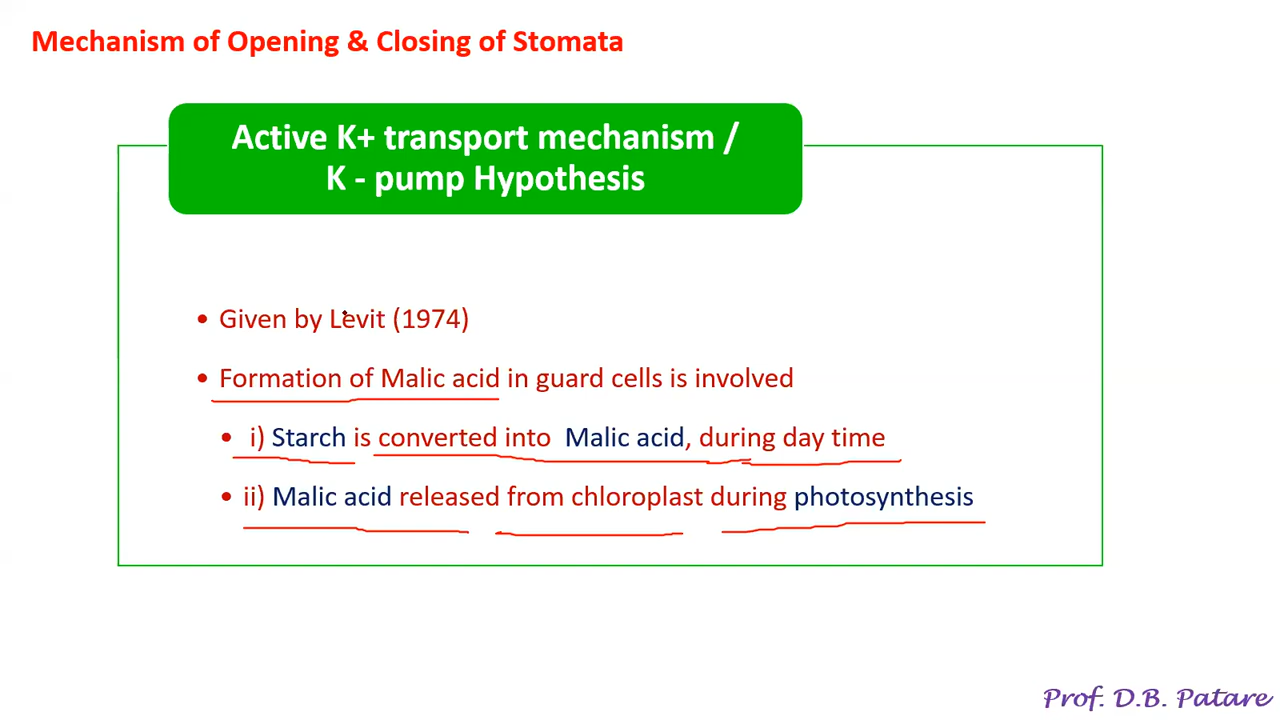 Mechanism of Opening & Closing of Stomata
Active K+ transport mechanism /
K - pump Hypothesis
• Given by Levit (1974)
• Formation of Malic acid in guard cells is involved
• i) Starch is converted into Malic acid, during day time
• ii) Malic acid released from chloroplast during photosynthesis
Prof. D.B. Patare